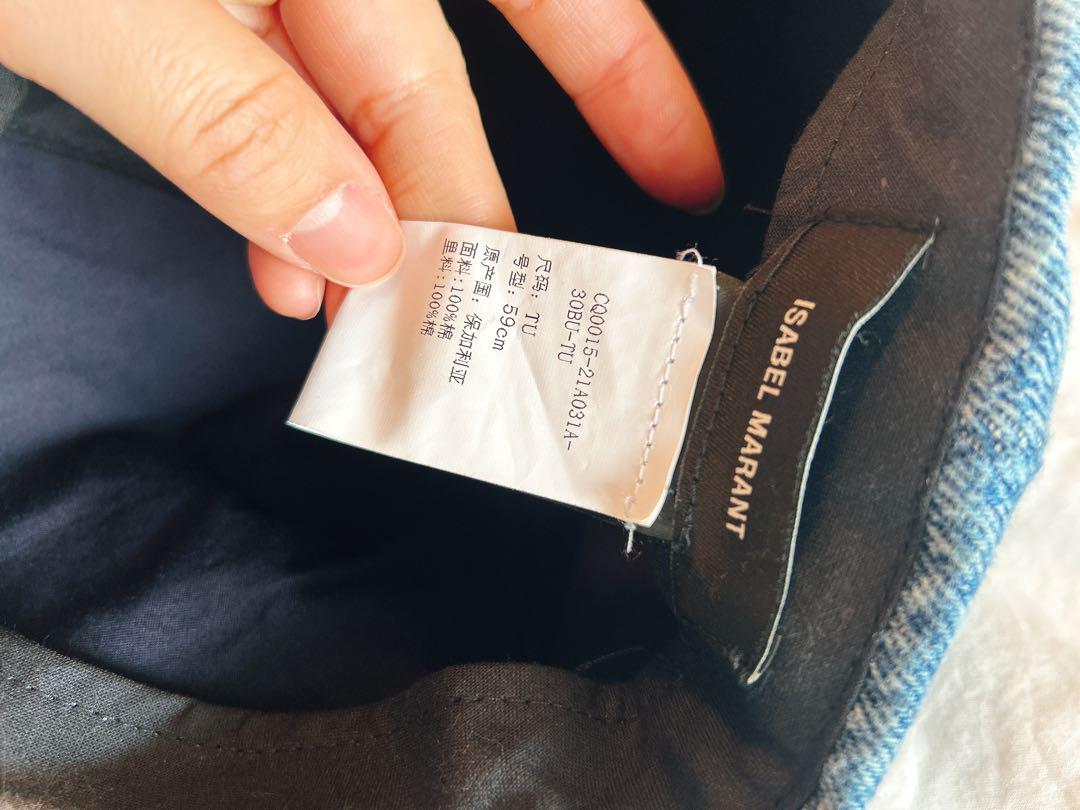 CQ0015-21A031A-
30BU-TU
尺码: TU
号型: 59cm
原产国: 保加利亚
面料:100%棉
里料:100%棉
ISABEL MARANT